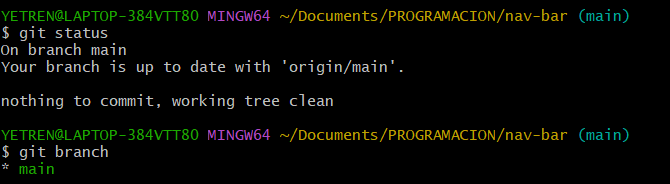 YETREN@LAPTOP-384VTT80 MINGW64 ~/Documents/PROGRAMACION/nav-bar (main)
$ git status
On branch main
Your branch is up to date with 'origin/main'.
nothing to commit, working tree clean
YETREN@LAPTOP-384VTT80 MINGW64 ~/Documents/PROGRAMACION/nav-bar (main)
$ git branch
* main